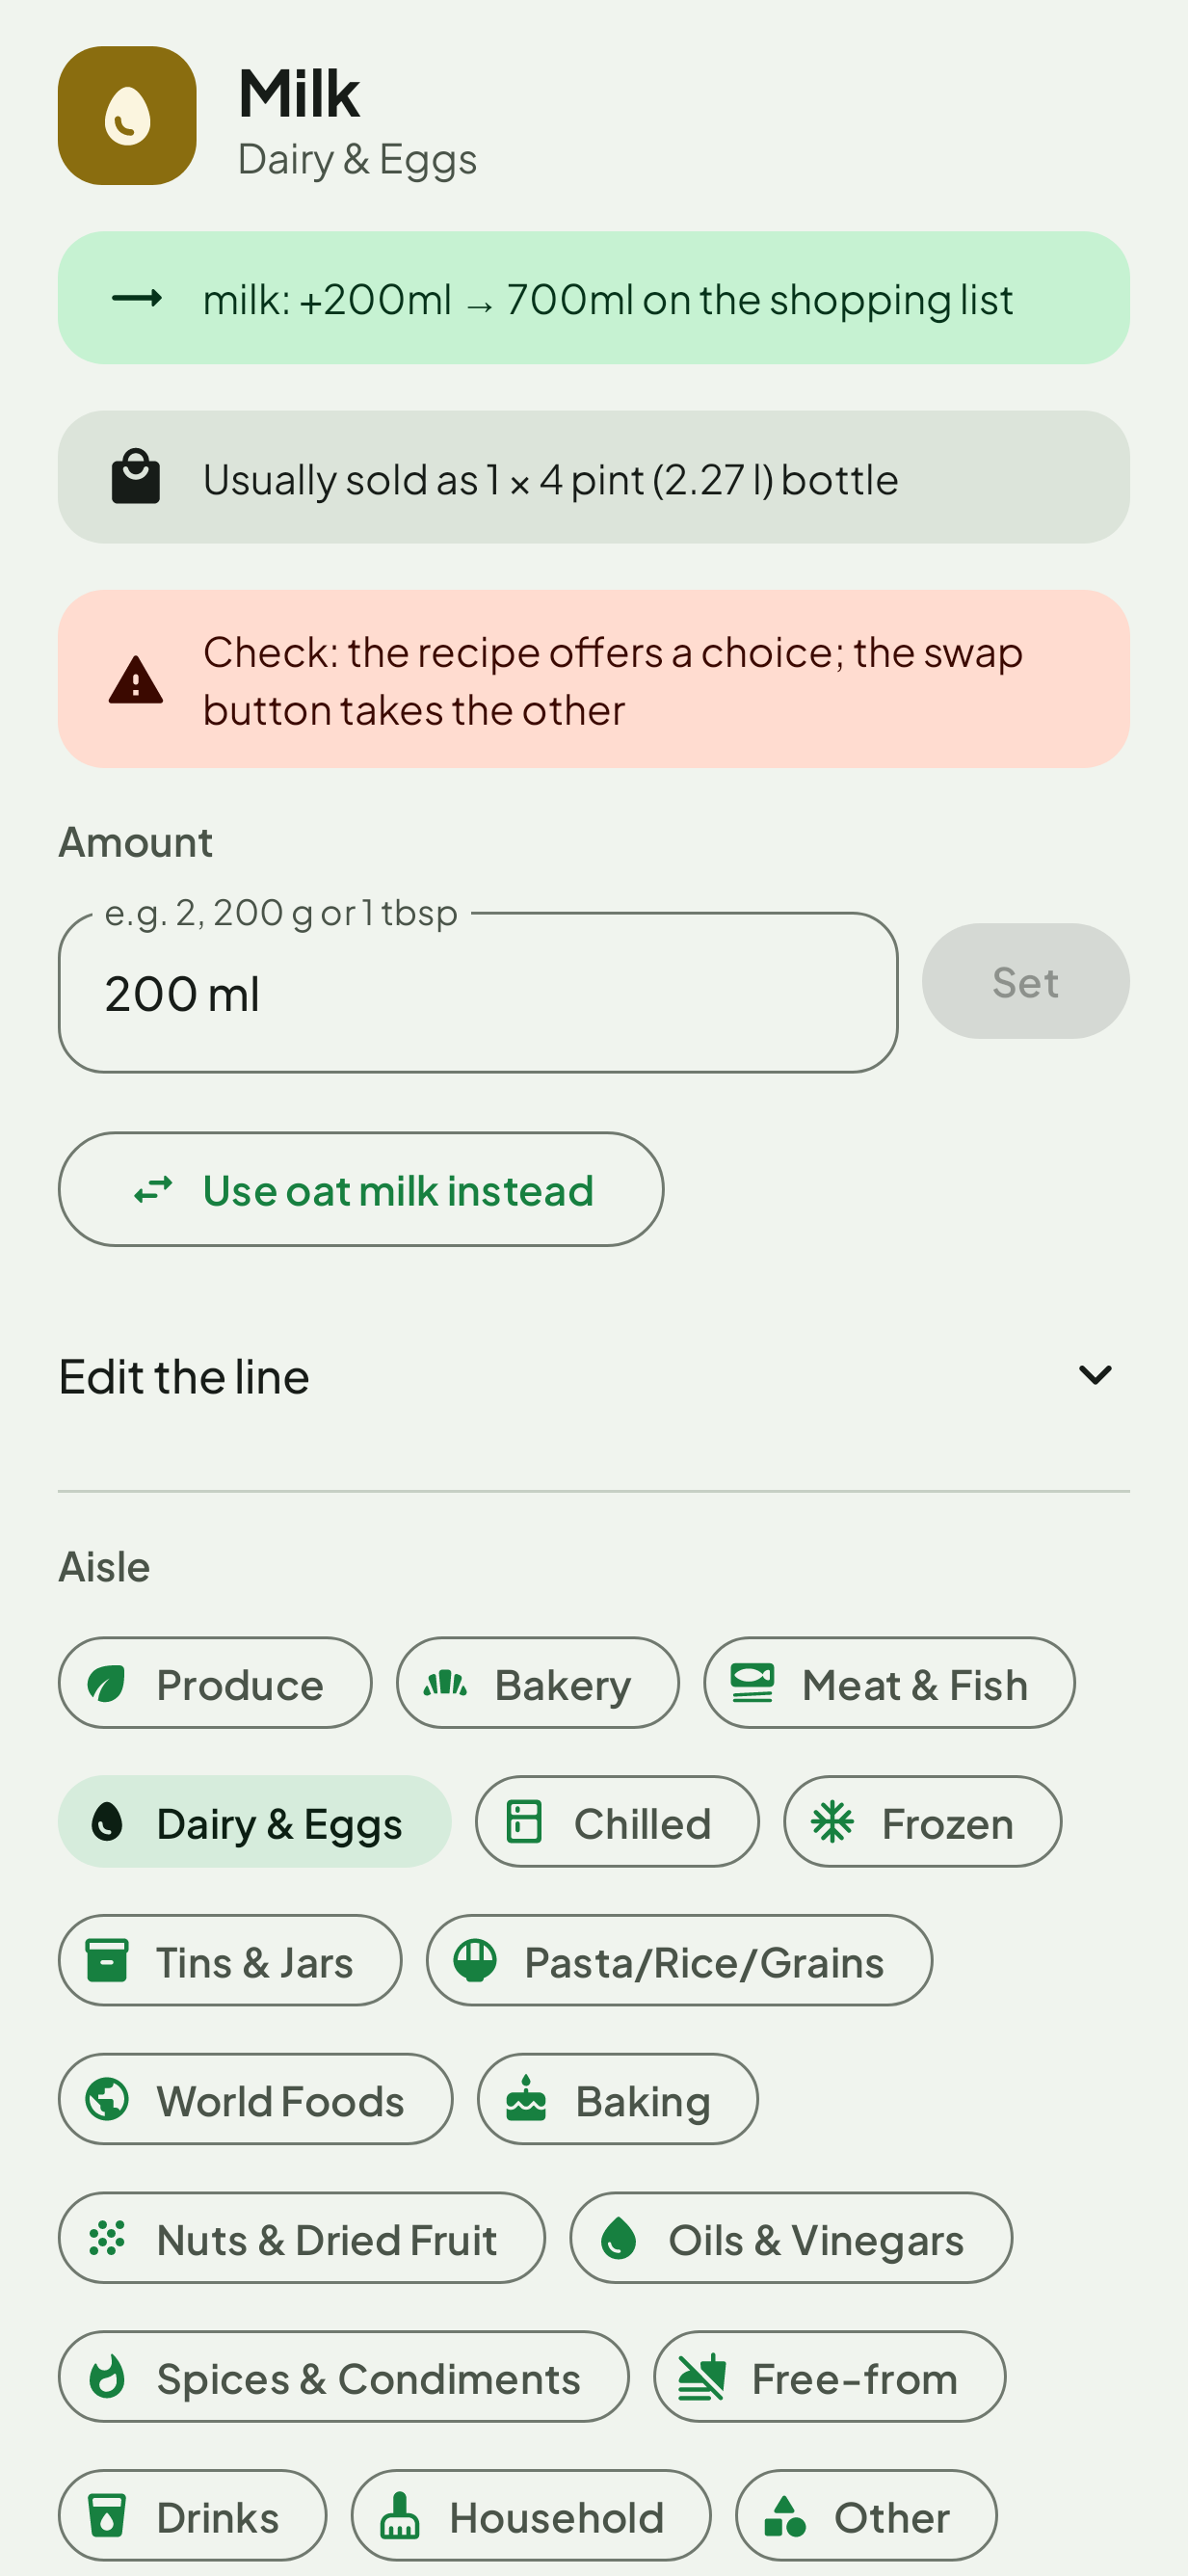 Milk
Dairy & Eggs
milk: +200ml → 700ml on the shopping list
Usually sold as 1 × 4 pint (2.27 l) bottle
Check: the recipe offers a choice; the swap
button takes the other
Amount
e.g. 2, 200 g or 1 tbsp
200 ml
Set
Use oat milk instead
Edit the line
Aisle
Produce
Bakery
Meat & Fish
Dairy & Eggs
Chilled
Frozen
Tins & Jars
Pasta/Rice/Grains
World Foods
Baking
Nuts & Dried Fruit
Oils & Vinegars
Spices & Condiments
Free-from
Drinks
Household
Other